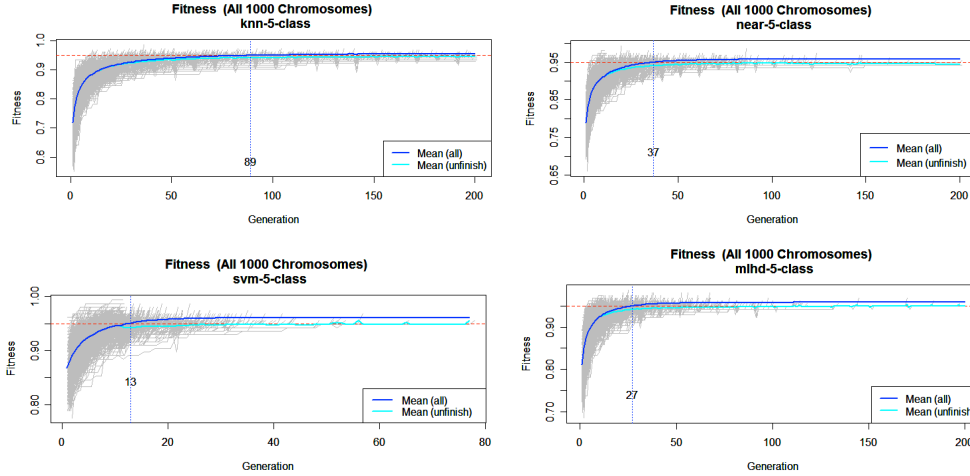 Fitness (All 1000 Chromosomes)
knn-5-class
Fitness
1.0
0.9
0.8
0.7
0.6
89
Mean (all)
Mean (unfinish)
0 50 100 150 200
Generation
Fitness (All 1000 Chromosomes)
near-5-class
Fitness
0.95
0.85
0.75
0.65
37
Mean (all)
Mean (unfinish)
0 50 100 150 200
Generation
Fitness (All 1000 Chromosomes)
svm-5-class
Fitness
1.00
0.90
0.80
13
Mean (all)
Mean (unfinish)
0 20 40 60 80
Generation
Fitness (All 1000 Chromosomes)
mlhd-5-class
Fitness
0.90
0.80
0.70
27
Mean (all)
Mean (unfinish)
0 50 100 150 200
Generation